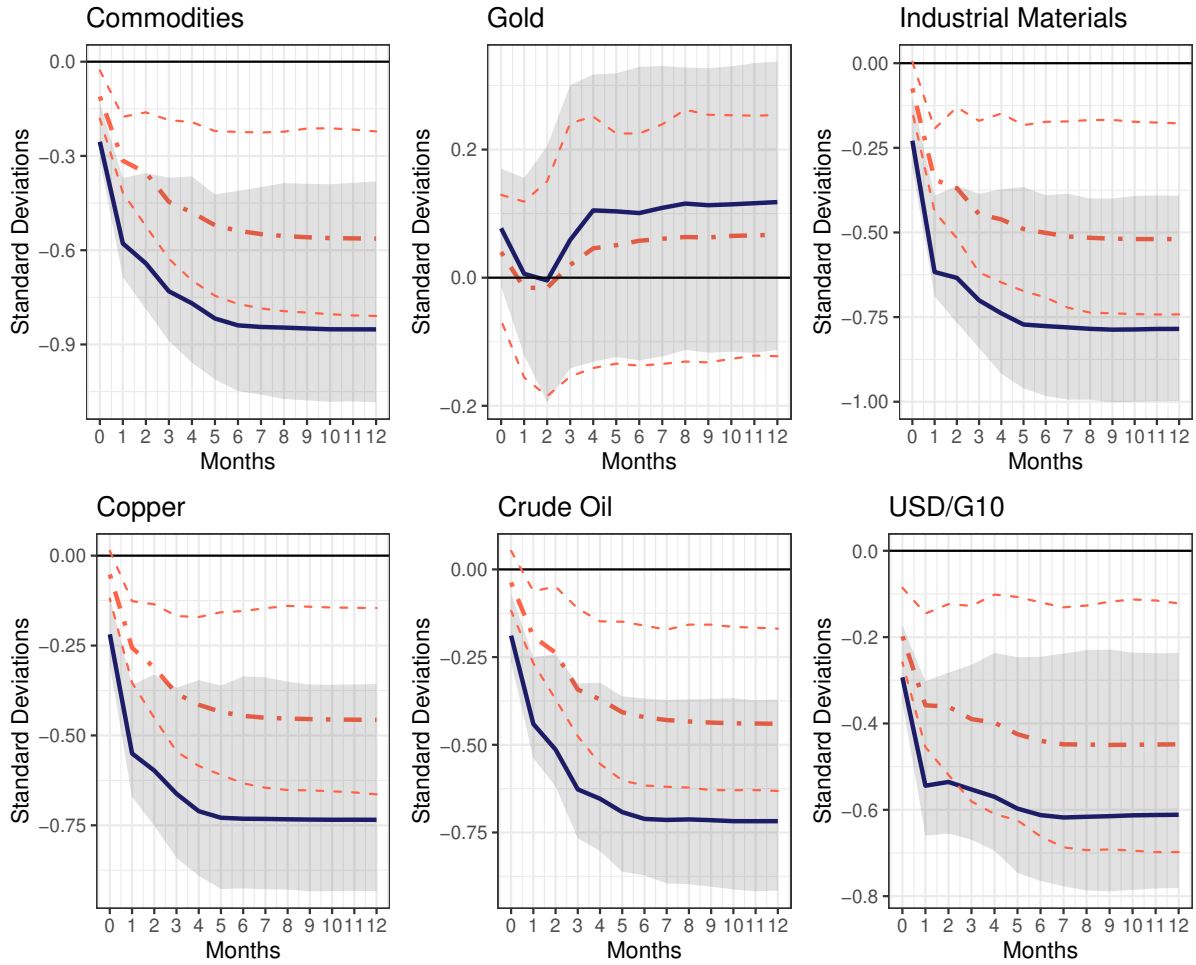 Commodities
Gold
Industrial Materials
Standard Deviations
0.0
−0.3
−0.6
−0.9
0 1 2 3 4 5 6 7 8 9 10 11 12
Months
Standard Deviations
0.2
0.0
−0.2
0 1 2 3 4 5 6 7 8 9 10 11 12
Months
Standard Deviations
0.00
−0.25
−0.50
−0.75
−1.00
0 1 2 3 4 5 6 7 8 9 10 11 12
Months
Copper
Crude Oil
USD/G10
Standard Deviations
0.00
−0.25
−0.50
−0.75
0 1 2 3 4 5 6 7 8 9 10 11 12
Months
Standard Deviations
0.00
−0.25
−0.50
−0.75
0 1 2 3 4 5 6 7 8 9 10 11 12
Months
Standard Deviations
0.0
−0.2
−0.4
−0.6
−0.8
0 1 2 3 4 5 6 7 8 9 10 11 12
Months